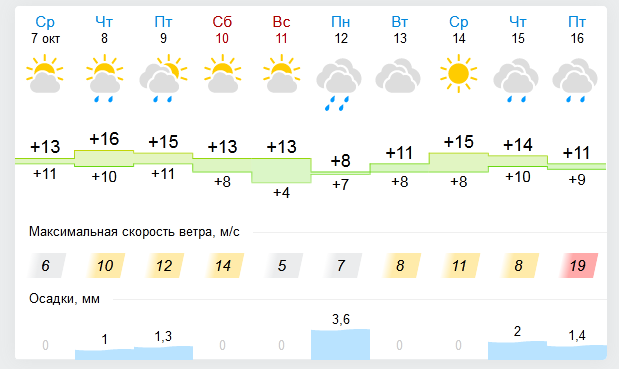 Ср Чт Пт Сб Вс Пн Вт Ср Чт Пт
7 окт 8 9 10 11 12 13 14 15 16
+13 +16 +15 +13 +13 +8 +11 +15 +14 +11
+11 +10 +11 +8 +4 +7 +8 +8 +10 +9
Максимальная скорость ветра, м/с
6 10 12 14 5 7 8 11 8 19
Осадки, мм
0 1 1,3 0 0 3,6 0 0 2 1,4